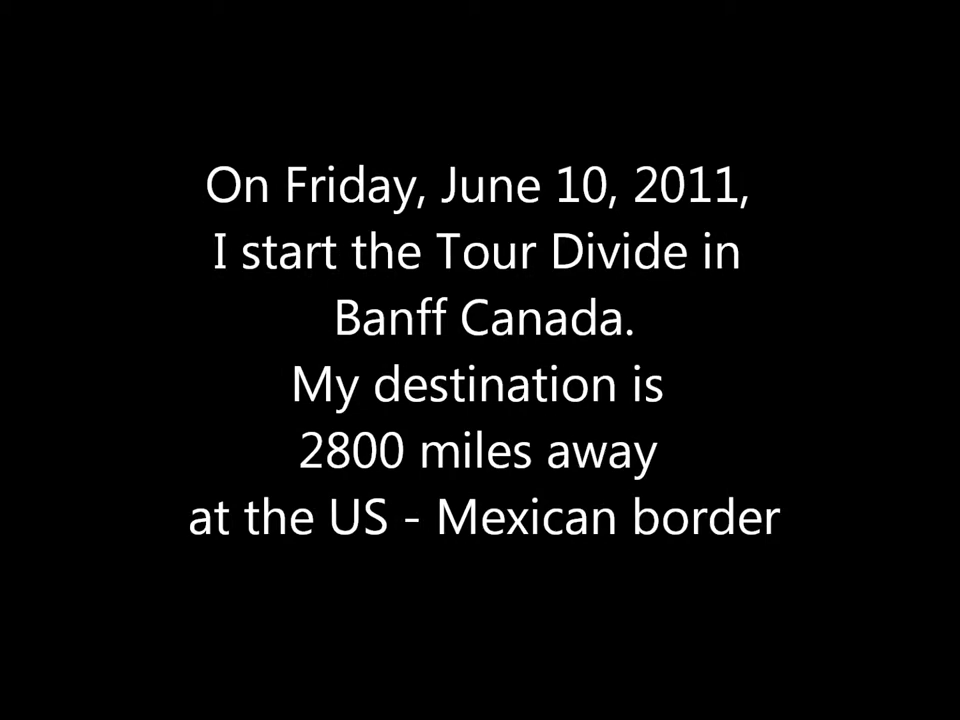 On Friday, June 10, 2011,
I start the Tour Divide in
Banff Canada.
My destination is
2800 miles away
at the US - Mexican border